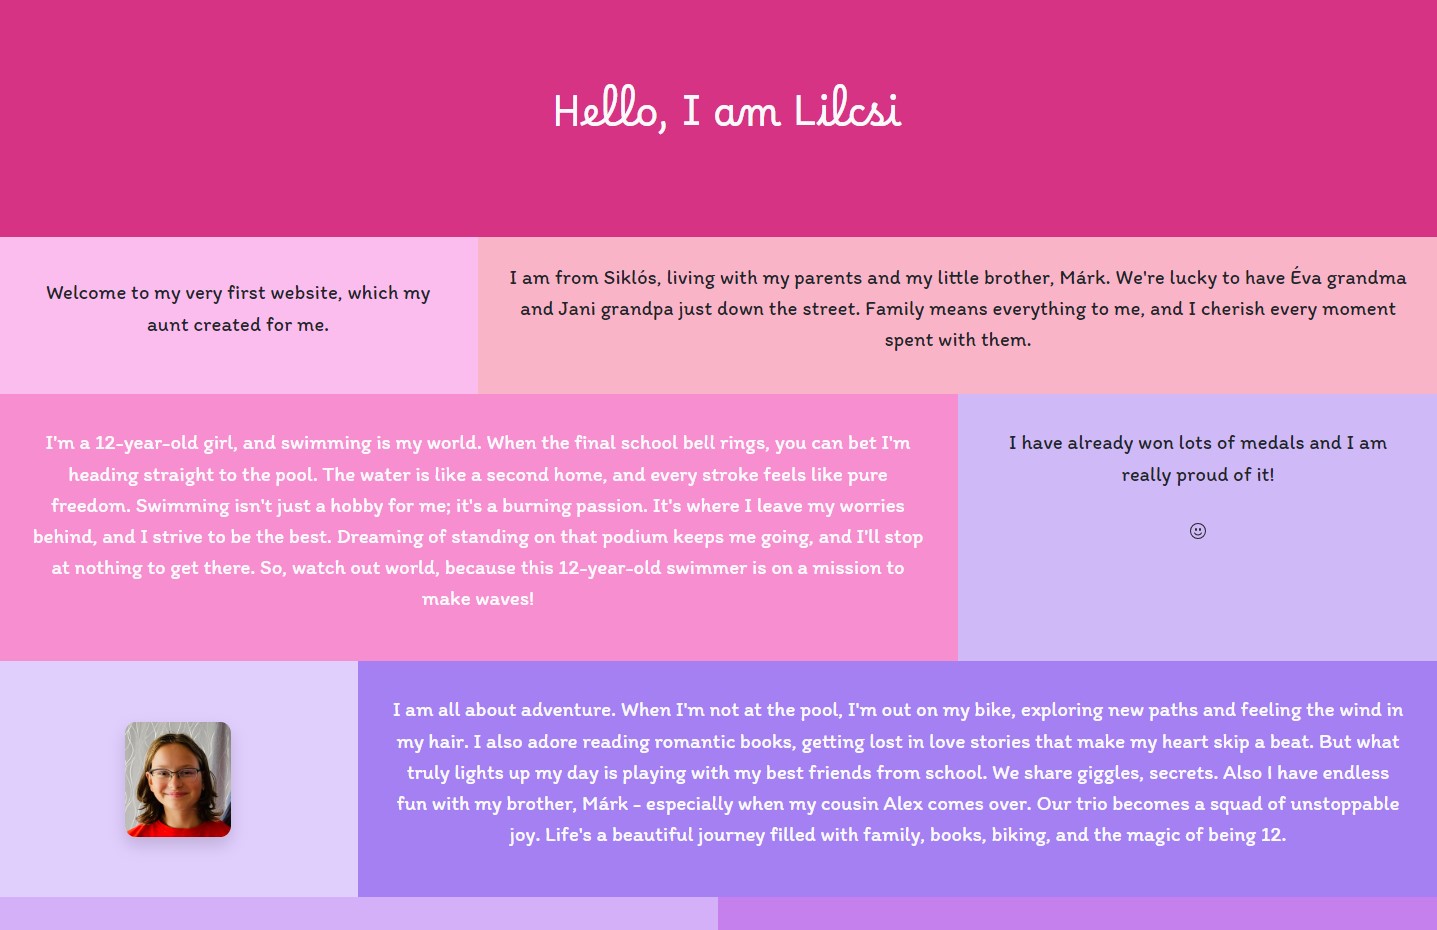 Hello, I am Lilcsi
Welcome to my very first website, which my
aunt created for me.
I am from Siklós, living with my parents and my little brother, Márk. We're lucky to have Éva grandma
and Jani grandpa just down the street. Family means everything to me, and I cherish every moment
spent with them.
I'm a 12-year-old girl, and swimming is my world. When the final school bell rings, you can bet I'm
heading straight to the pool. The water is like a second home, and every stroke feels like pure
freedom. Swimming isn't just a hobby for me; it's a burning passion. It's where I leave my worries
behind, and I strive to be the best. Dreaming of standing on that podium keeps me going, and I'll stop
at nothing to get there. So, watch out world, because this 12-year-old swimmer is on a mission to
make waves!
I have already won lots of medals and I am
really proud of it!
I am all about adventure. When I'm not at the pool, I'm out on my bike, exploring new paths and feeling the wind in
my hair. I also adore reading romantic books, getting lost in love stories that make my heart skip a beat. But what
truly lights up my day is playing with my best friends from school. We share giggles, secrets. Also I have endless
fun with my brother, Márk - especially when my cousin Alex comes over. Our trio becomes a squad of unstoppable
joy. Life's a beautiful journey filled with family, books, biking, and the magic of being 12.